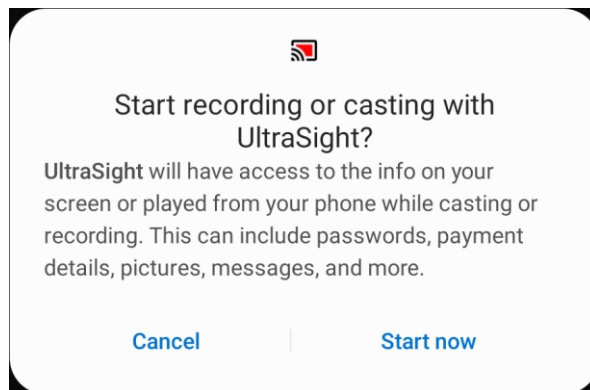 Start recording or casting with
UltraSight?
UltraSight will have access to the info on your
screen or played from your phone while casting or
recording. This can include passwords, payment
details, pictures, messages, and more.
Cancel
Start now